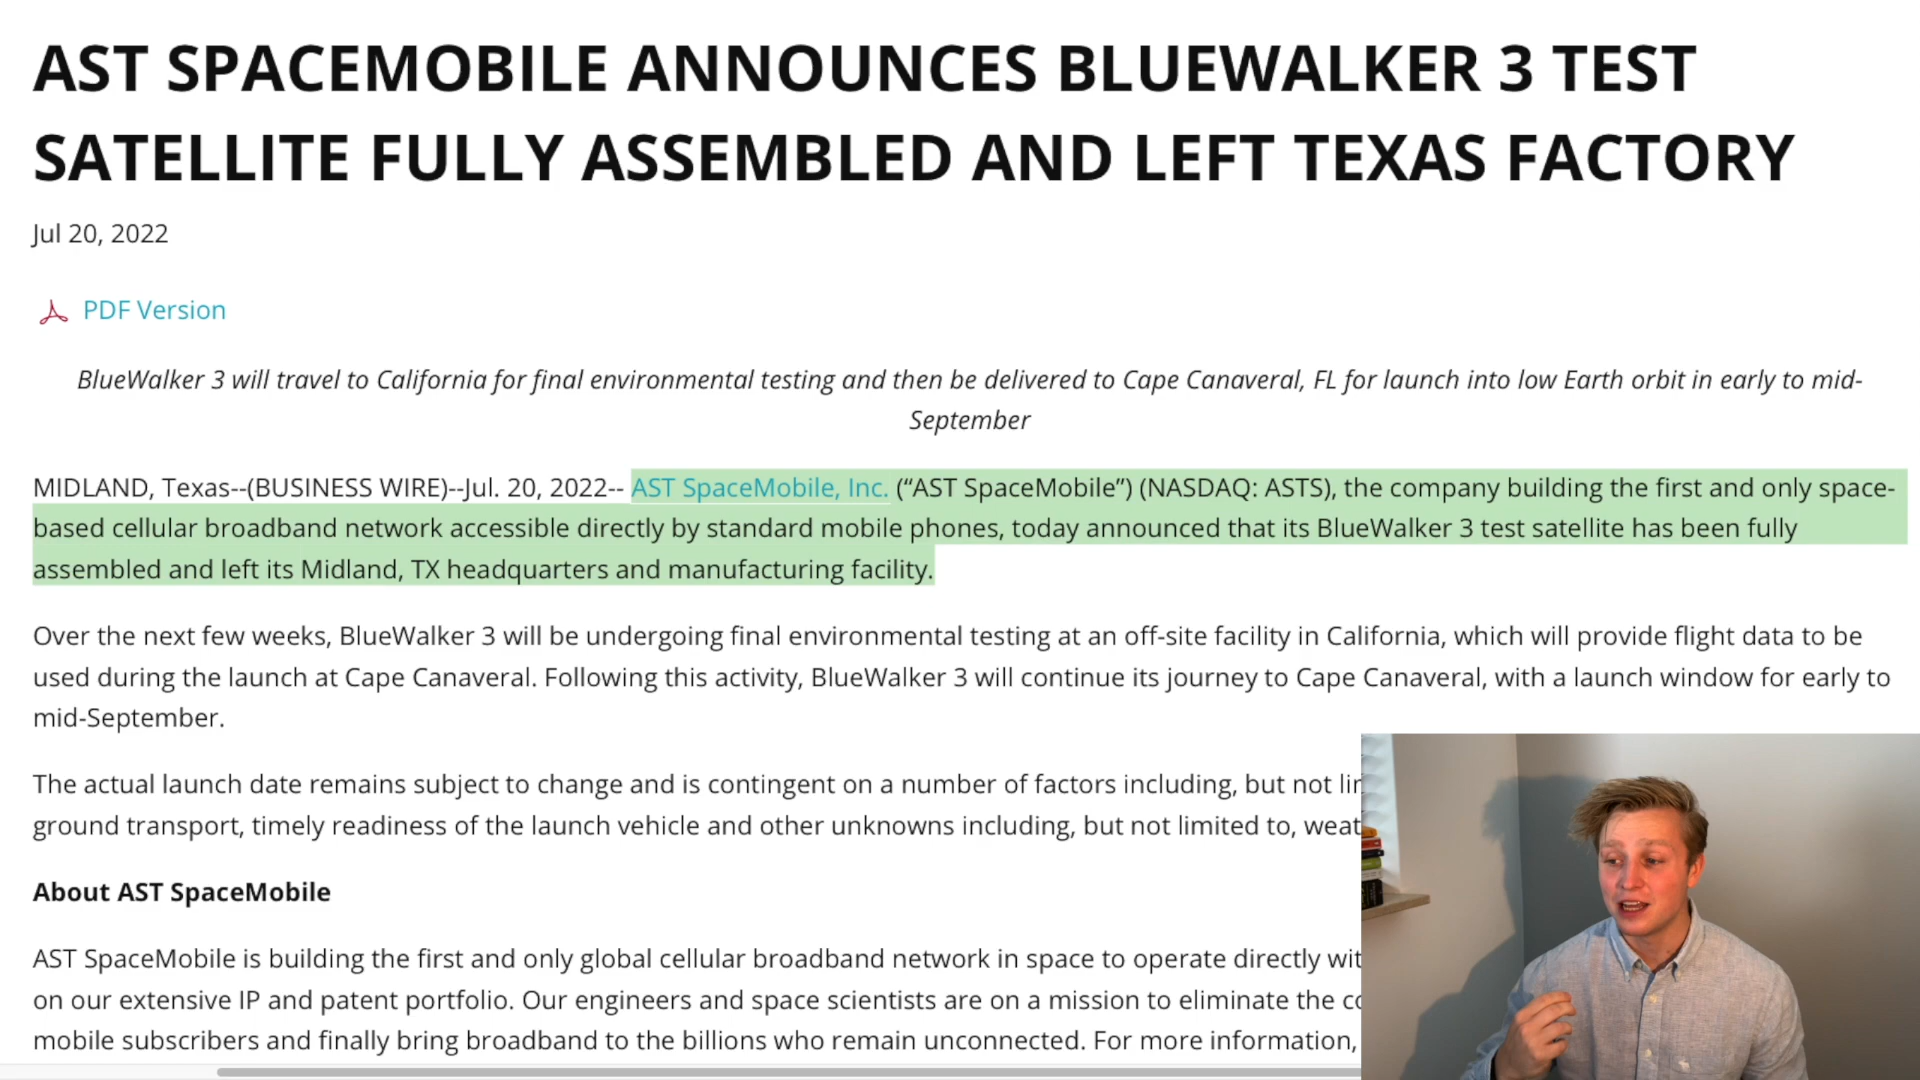 AST SPACEMOBILE ANNOUNCES BLUEWALKER 3 TEST
SATELLITE FULLY ASSEMBLED AND LEFT TEXAS FACTORY
Jul 20, 2022
PDF Version
BlueWalker 3 will travel to California for final environmental testing and then be delivered to Cape Canaveral, FL for launch into low Earth orbit in early to mid-
September
MIDLAND, Texas--(BUSINESS WIRE)--Jul. 20, 2022-- AST SpaceMobile, Inc. (“AST SpaceMobile”) (NASDAQ: ASTS), the company building the first and only space-
based cellular broadband network accessible directly by standard mobile phones, today announced that its BlueWalker 3 test satellite has been fully
assembled and left its Midland, TX headquarters and manufacturing facility.
Over the next few weeks, BlueWalker 3 will be undergoing final environmental testing at an off-site facility in California, which will provide flight data to be
used during the launch at Cape Canaveral. Following this activity, BlueWalker 3 will continue its journey to Cape Canaveral, with a launch window for early to
mid-September.
The actual launch date remains subject to change and is contingent on a number of factors including, but not
ground transport, timely readiness of the launch vehicle and other unknowns including, but not limited to,
About AST SpaceMobile
AST SpaceMobile is building the first and only global cellular broadband network in space to operate directly
on our extensive IP and patent portfolio. Our engineers and space scientists are on a mission to eliminate the
mobile subscribers and finally bring broadband to the billions who remain unconnected. For more information,